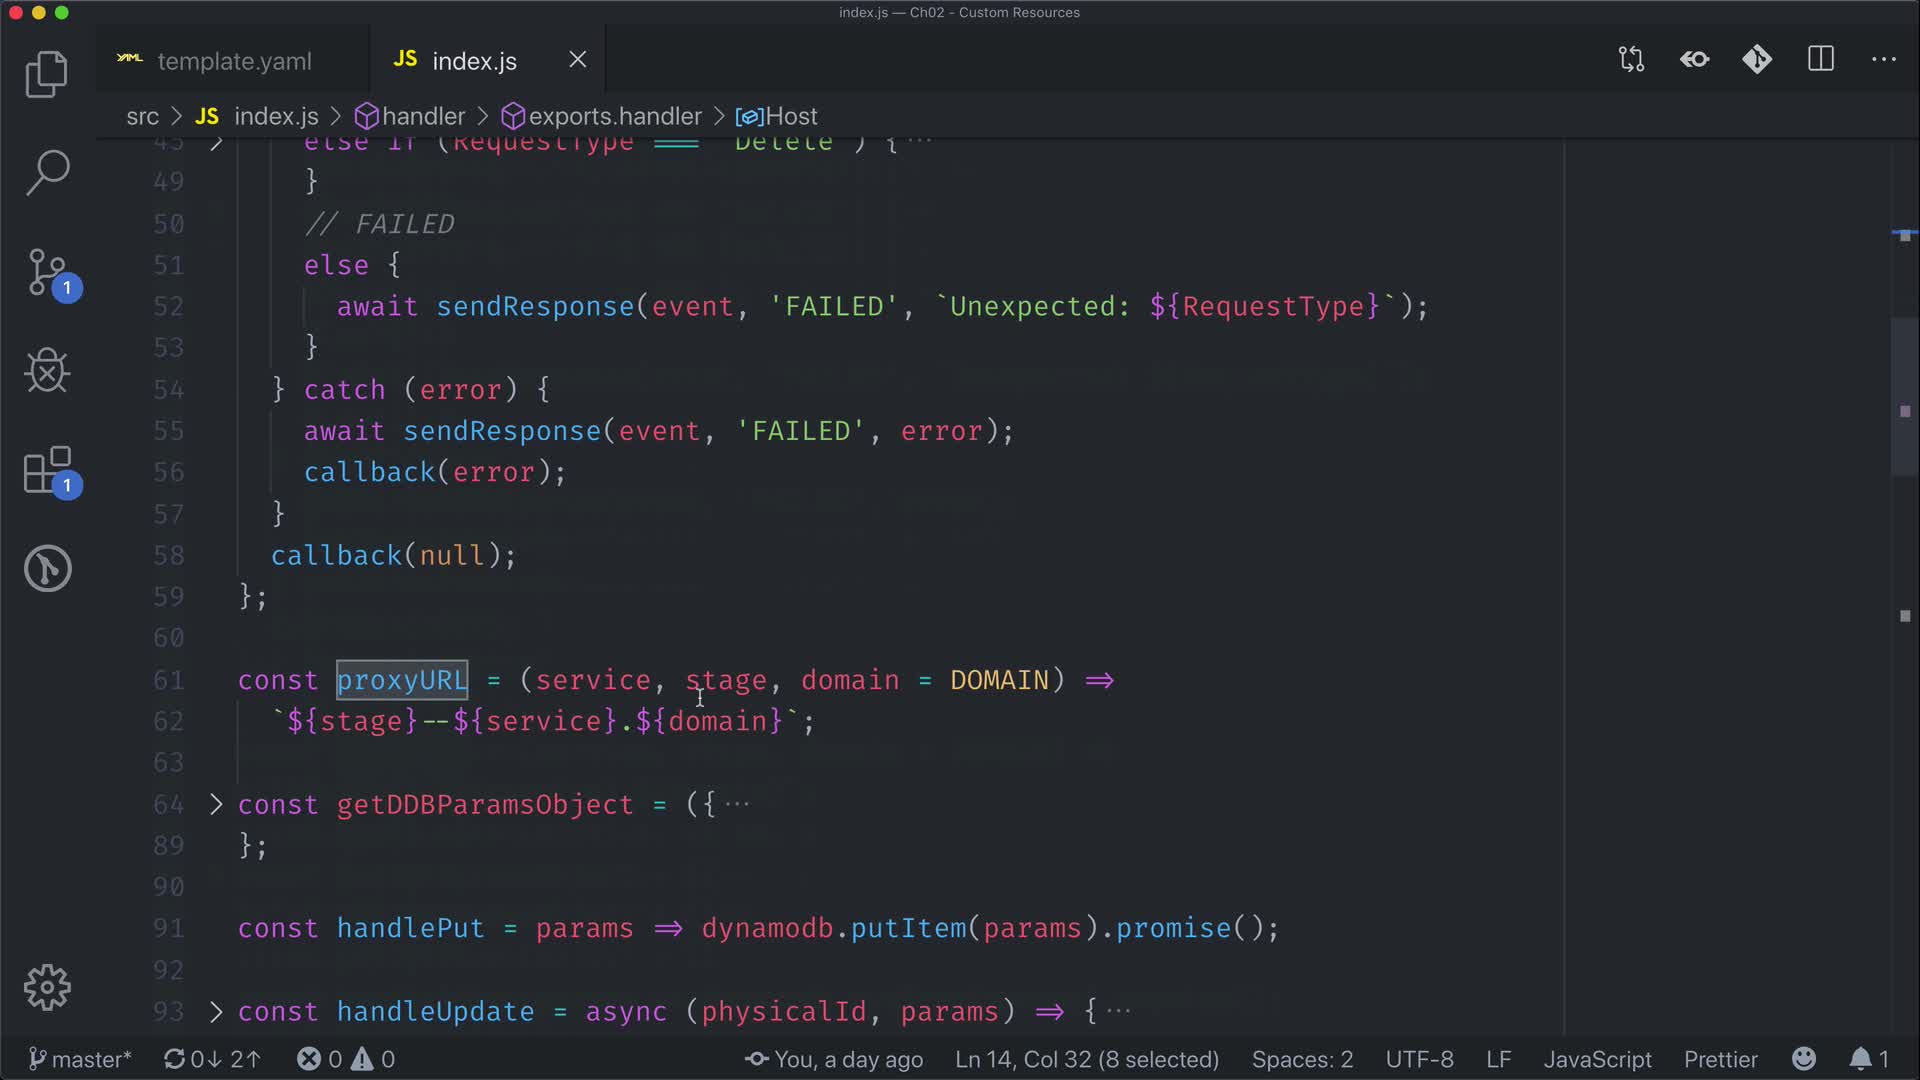 index.js — Ch02 - Custom Resources
YAML template.yaml JS index.js
src > JS index.js > handler > exports.handler > Host
else if (RequestType === 'Delete') { ···
49 }
50 // FAILED
51 else {
52 await sendResponse(event, 'FAILED', `Unexpected: ${RequestType}`);
53 }
54 } catch (error) {
55 await sendResponse(event, 'FAILED', error);
56 callback(error);
57 }
58 callback(null);
59 };
60
61 const proxyURL = (service, stage, domain = DOMAIN) =>
62 `${stage}--${service}.${domain}`;
63
64 const getDDBParamsObject = ({ ···
89 };
90
91 const handlePut = params => dynamodb.putItem(params).promise();
92
93 const handleUpdate = async (physicalId, params) => { ···
1
1
master* 0↓ 2↑ 0 0 You, a day ago Ln 14, Col 32 (8 selected) Spaces: 2 UTF-8 LF JavaScript Prettier 1